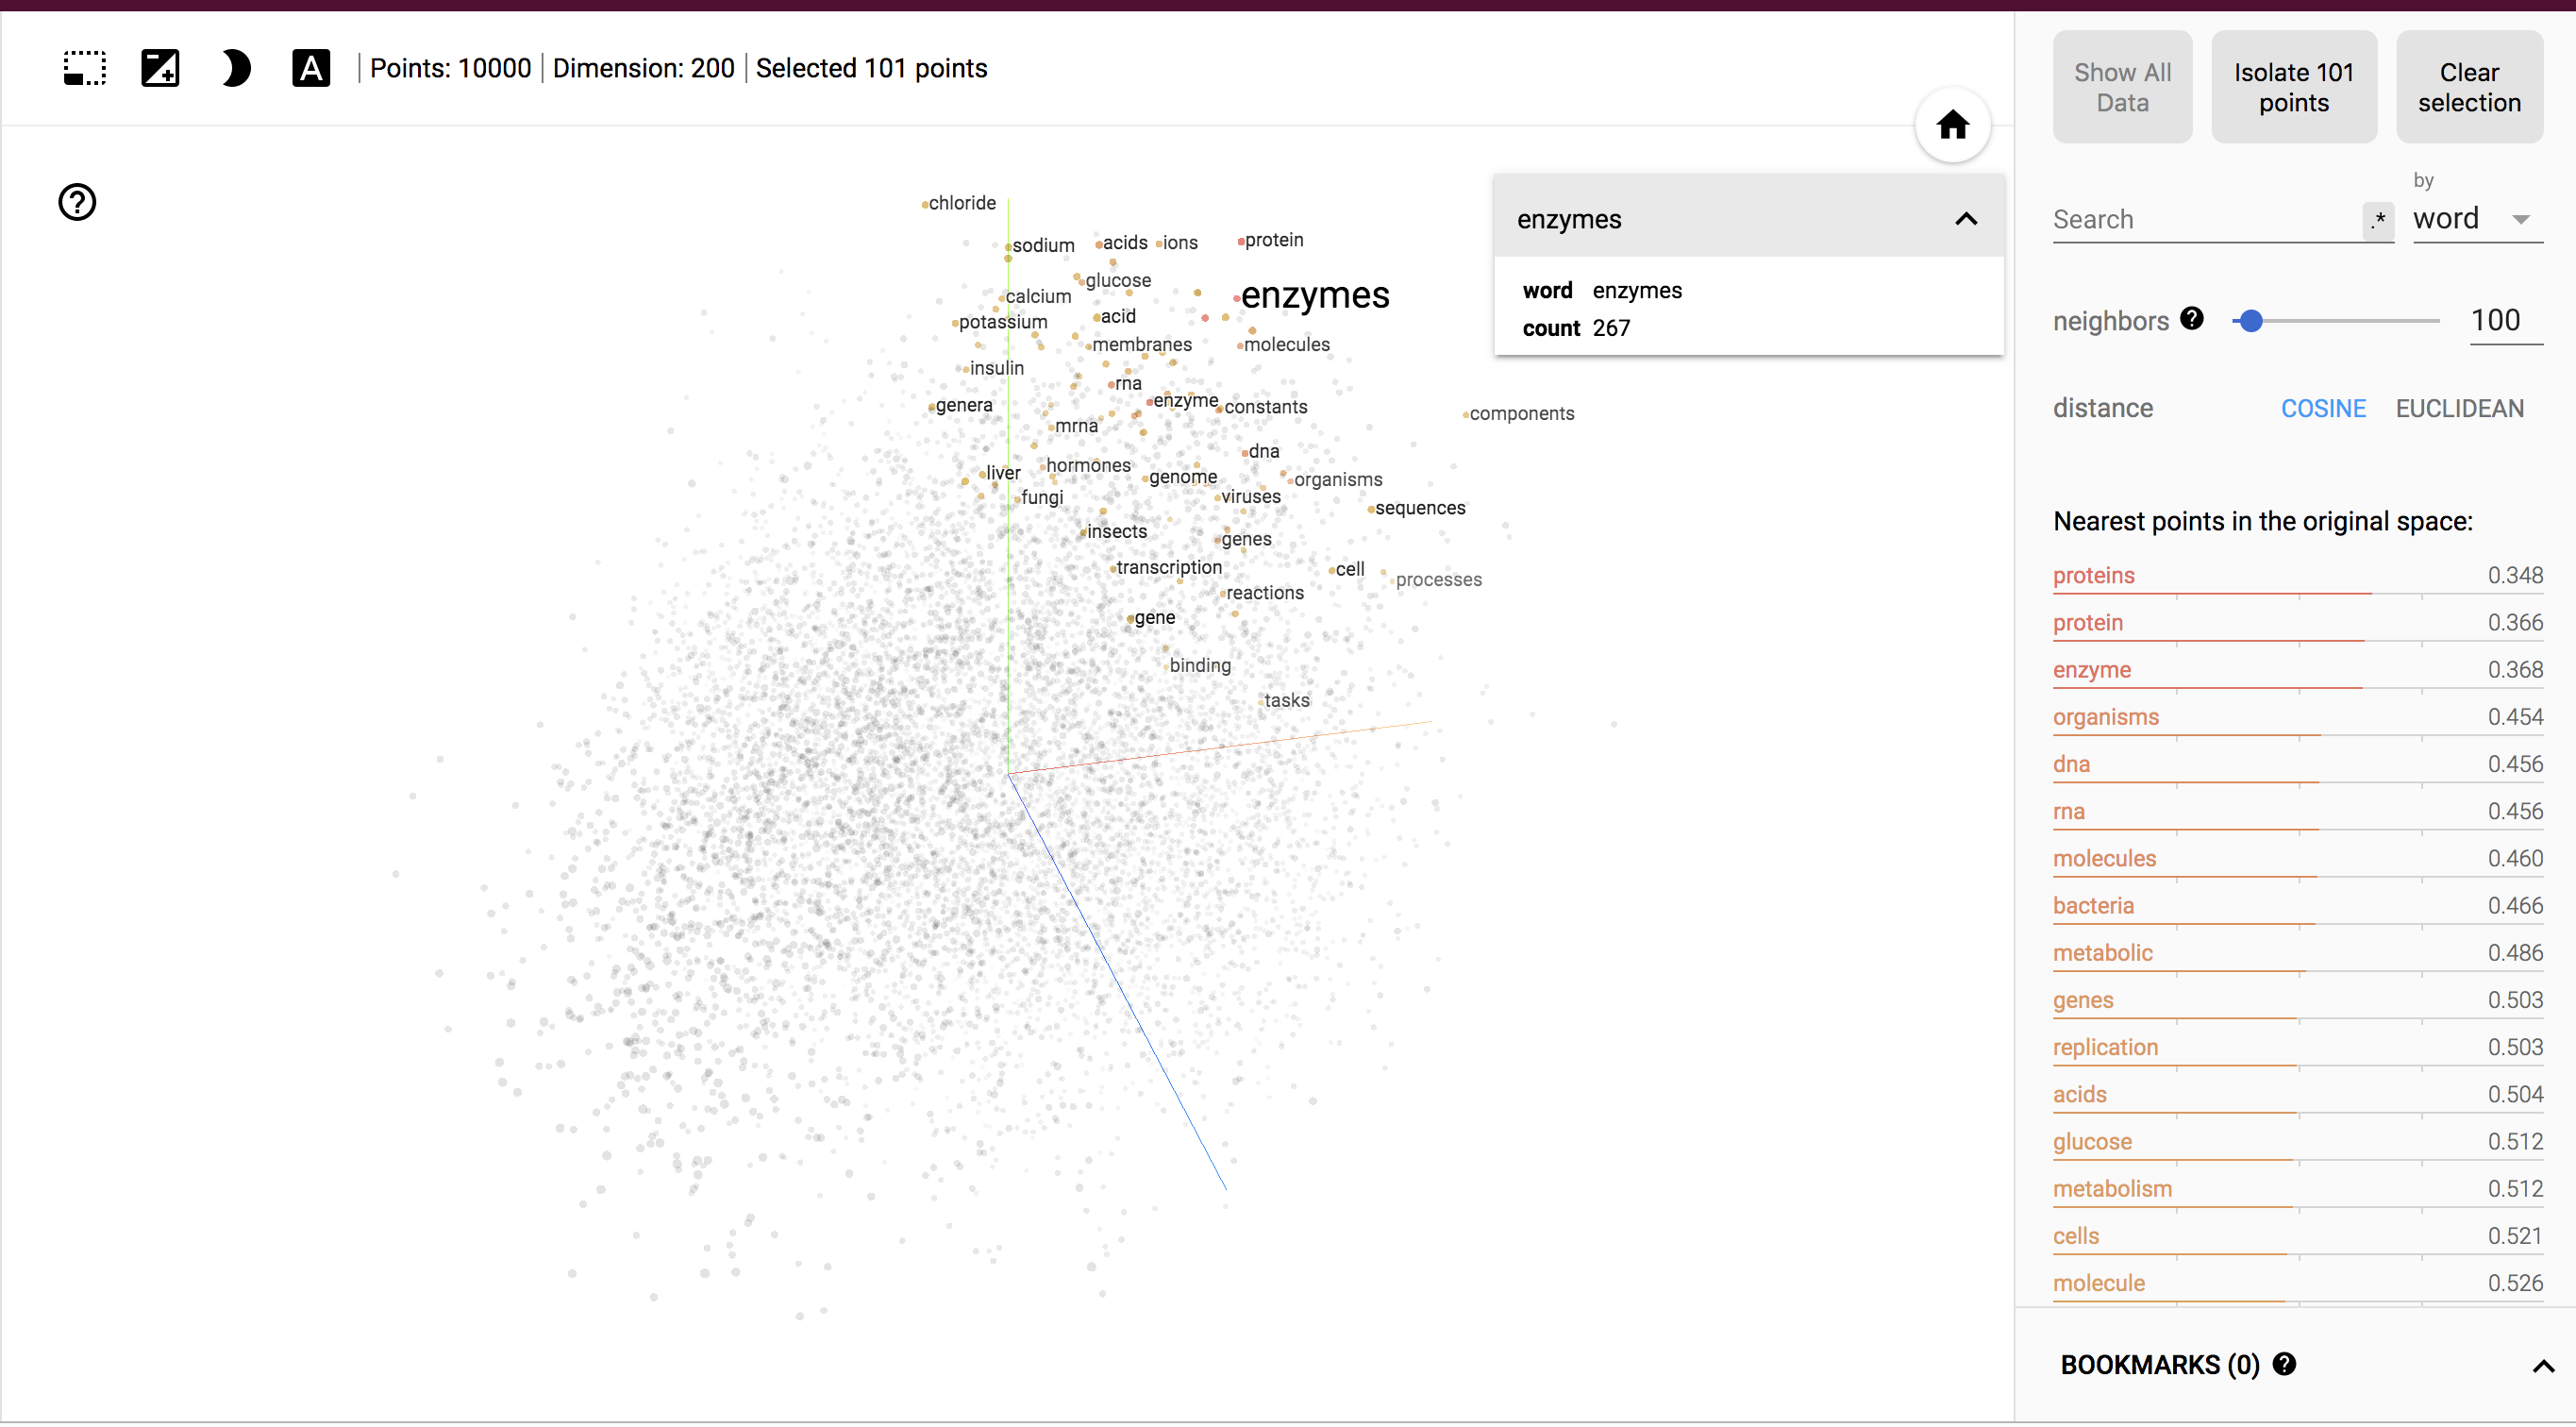 A | Points: 10000 | Dimension: 200 | Selected 101 points
Show All Data
Isolate 101 points
Clear selection
?
enzymes
word enzymes
count 267
Search .* by word
neighbors ? 100
distance COSINE EUCLIDEAN
Nearest points in the original space:
proteins 0.348
protein 0.366
enzyme 0.368
organisms 0.454
dna 0.456
rna 0.456
molecules 0.460
bacteria 0.466
metabolic 0.486
genes 0.503
replication 0.503
acids 0.504
glucose 0.512
metabolism 0.512
cells 0.521
molecule 0.526
BOOKMARKS (0) ?
chloride
sodium
acids
ions
protein
glucose
calcium
enzymes
potassium
acid
membranes
molecules
insulin
rna
genera
enzyme
constants
components
mrna
dna
liver
hormones
genome
organisms
fungi
viruses
sequences
insects
genes
transcription
cell
processes
reactions
gene
binding
tasks